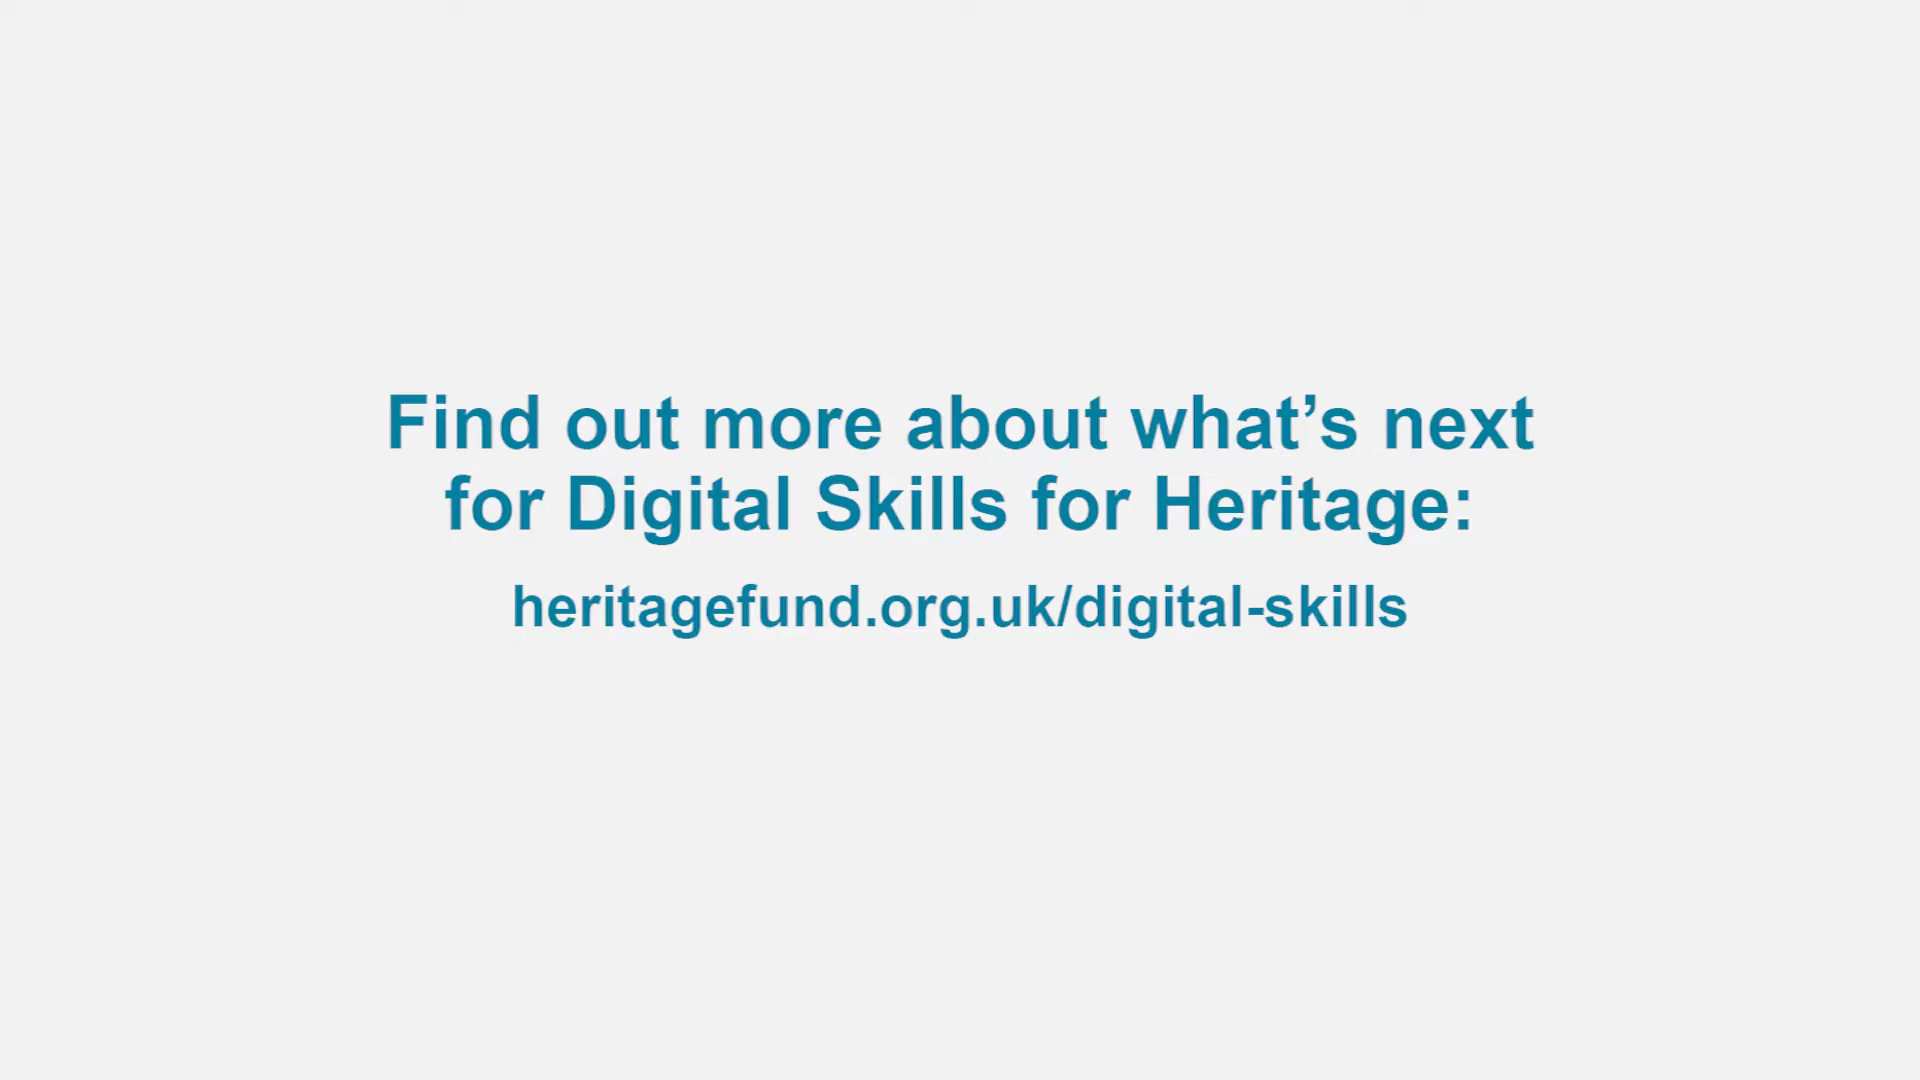 Find out more about what’s next
for Digital Skills for Heritage:
heritagefund.org.uk/digital-skills